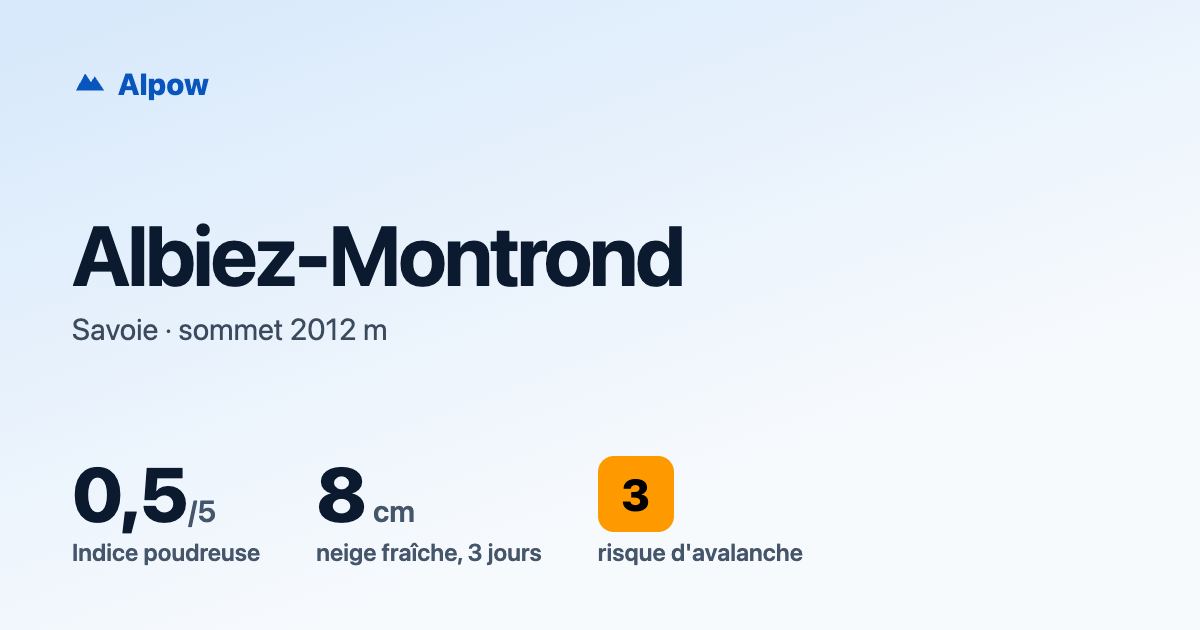 Alpow
Albiez-Montrond
Savoie · sommet 2012 m
0,5/5
Indice poudreuse
8 cm
neige fraîche, 3 jours
3
risque d'avalanche